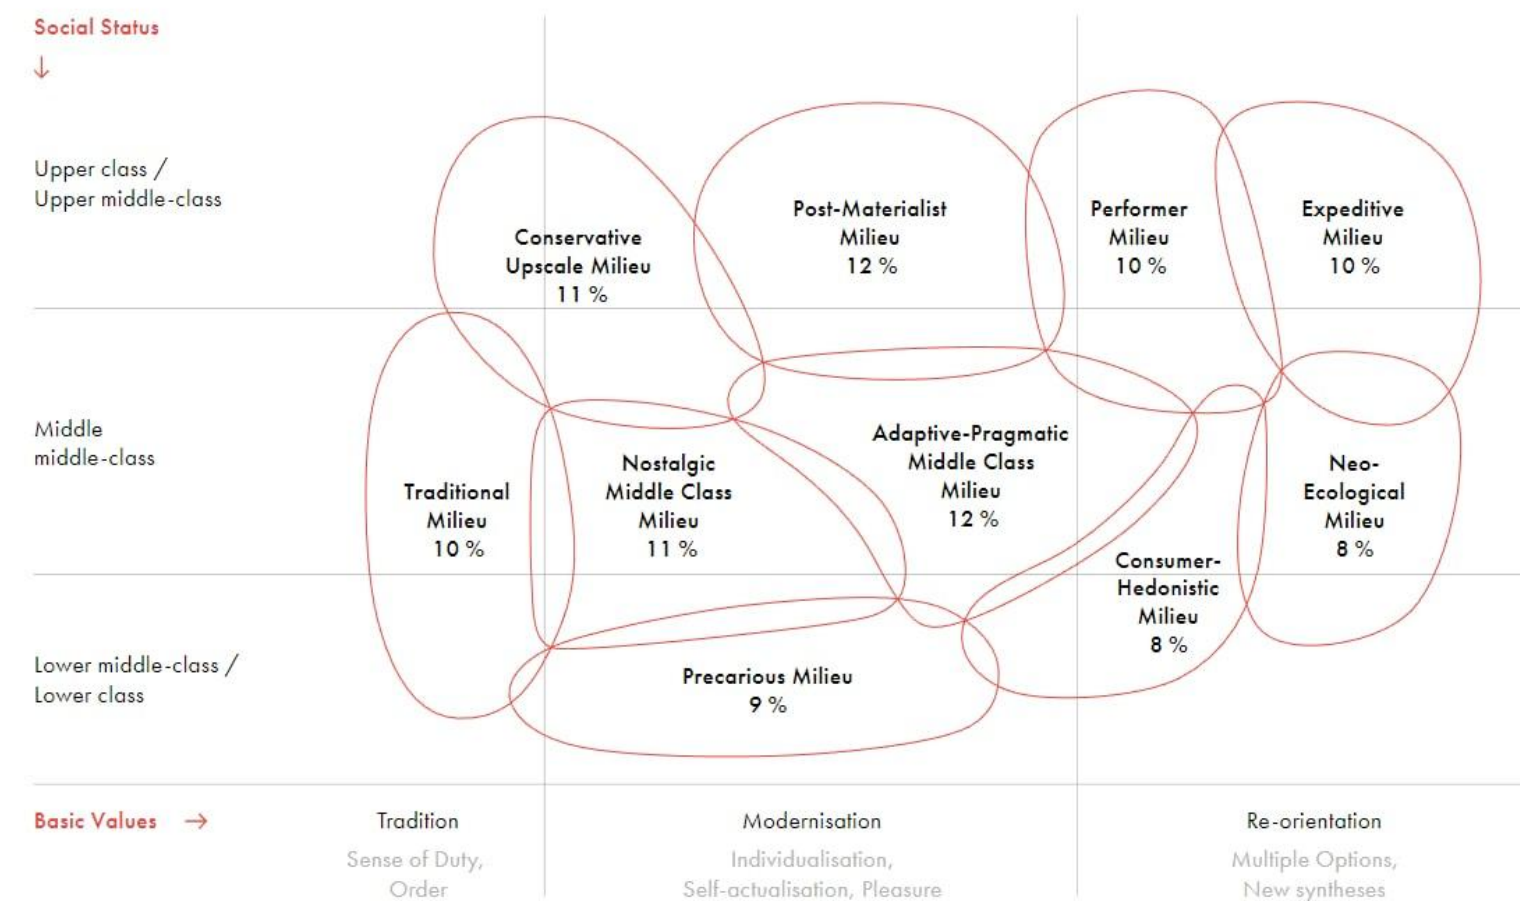 Social Status
↓
Upper class /
Upper middle-class
Conservative
Upscale Milieu
11 %
Post-Materialist
Milieu
12 %
Performer
Milieu
10 %
Expeditive
Milieu
10 %
Middle
middle-class
Traditional
Milieu
10 %
Nostalgic
Middle Class
Milieu
11 %
Adaptive-Pragmatic
Middle Class
Milieu
12 %
Consumer-
Hedonistic
Milieu
8 %
Neo-
Ecological
Milieu
8 %
Lower middle-class /
Lower class
Precarious Milieu
9 %
Basic Values →
Tradition
Sense of Duty,
Order
Modernisation
Individualisation,
Self-actualisation, Pleasure
Re-orientation
Multiple Options,
New syntheses